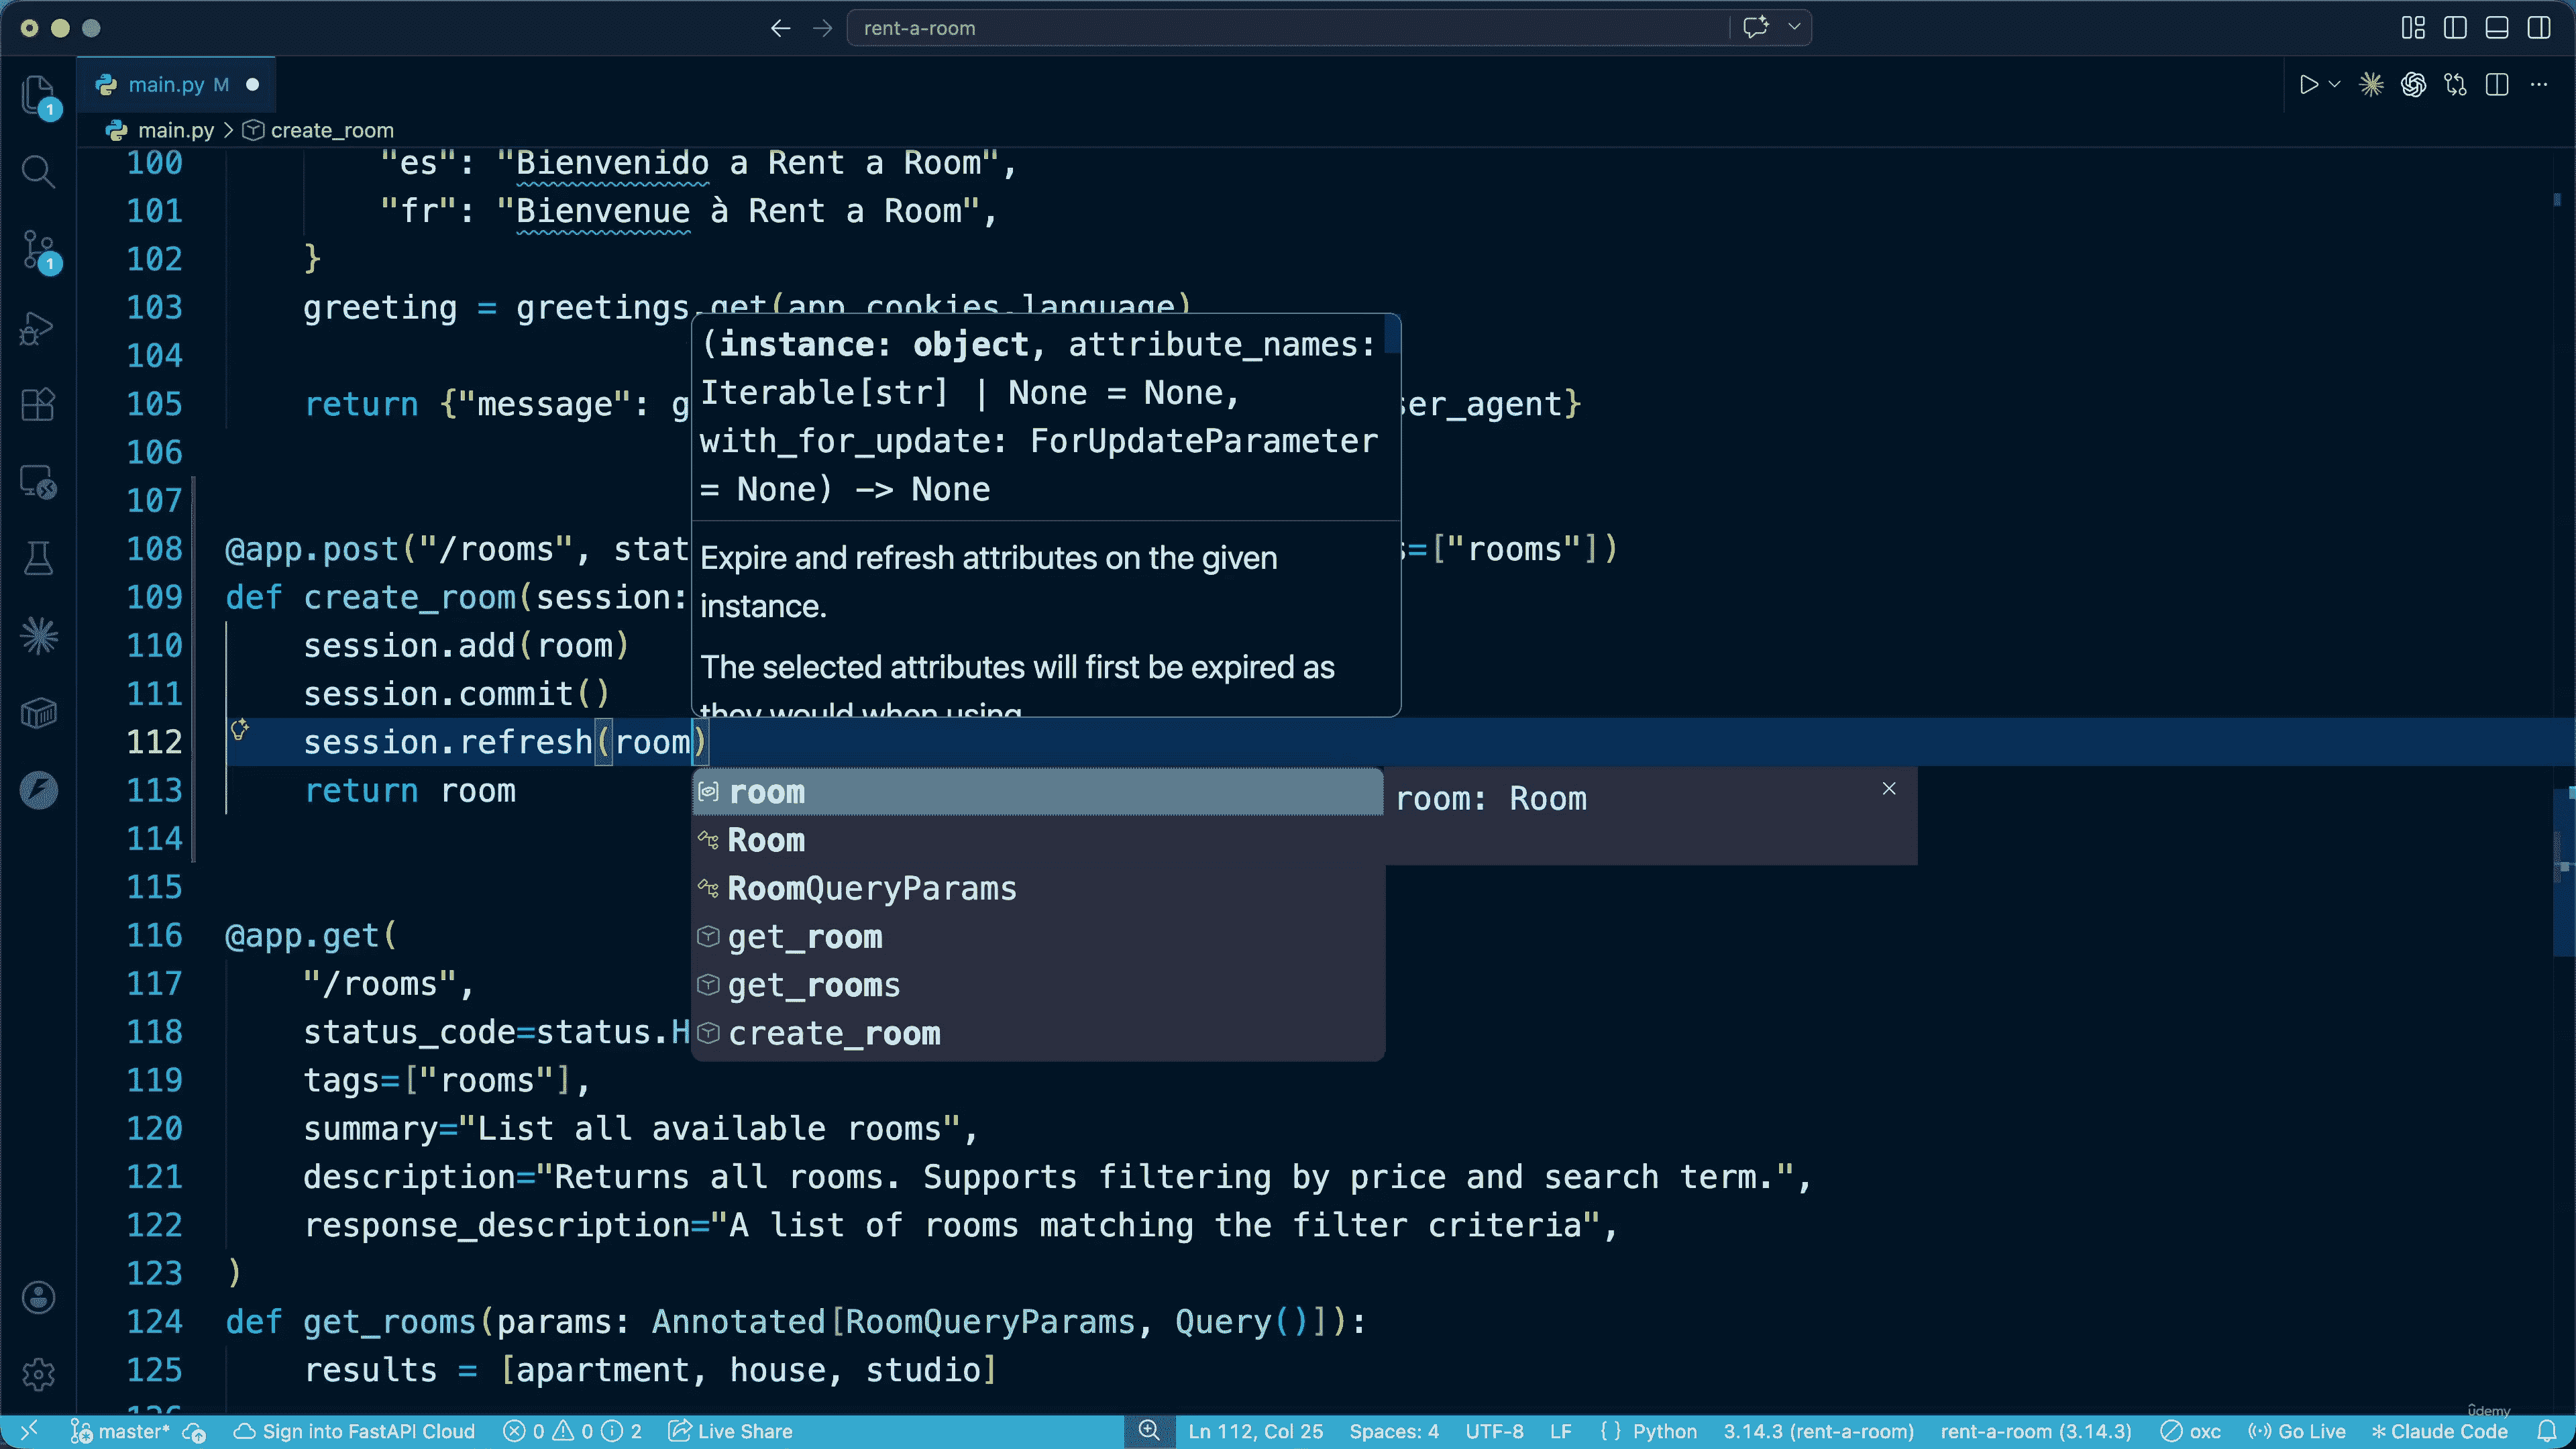 rent-a-room
main.py M
main.py > create_room
1
1
100 "es": "Bienvenido a Rent a Room",
101 "fr": "Bienvenue à Rent a Room",
102 }
103 greeting = greetings.get(app.cookies.language)
104
105 return {"message": g ser_agent}
106
107
108 @app.post("/rooms", stat s=["rooms"])
109 def create_room(session:
110 session.add(room)
111 session.commit()
112 session.refresh(room)
113 return room
114
115
116 @app.get(
117 "/rooms",
118 status_code=status.H
119 tags=["rooms"],
120 summary="List all available rooms",
121 description="Returns all rooms. Supports filtering by price and search term.",
122 response_description="A list of rooms matching the filter criteria",
123 )
124 def get_rooms(params: Annotated[RoomQueryParams, Query()]):
125 results = [apartment, house, studio]
(instance: object, attribute_names:
Iterable[str] | None = None,
with_for_update: ForUpdateParameter
= None) -> None
Expire and refresh attributes on the given
instance.
The selected attributes will first be expired as
they would when using
room
Room
RoomQueryParams
get_room
get_rooms
create_room
room: Room
ûdemy
master* Sign into FastAPI Cloud 0 0 2 Live Share Ln 112, Col 25 Spaces: 4 UTF-8 LF { } Python 3.14.3 (rent-a-room) rent-a-room (3.14.3) oxc Go Live Claude Code